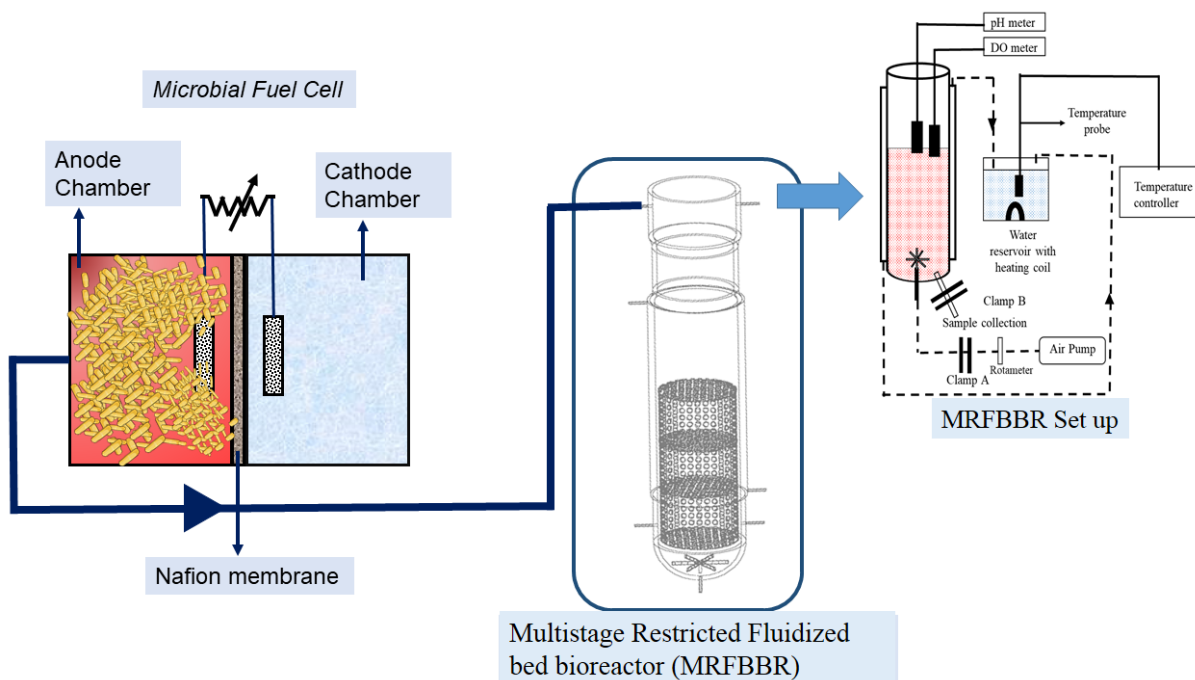 Microbial Fuel Cell
Anode
Chamber
Cathode
Chamber
Nafion membrane
Multistage Restricted Fluidized
bed bioreactor (MRFBBR)
pH meter
DO meter
Temperature
probe
Temperature
controller
Water
reservoir with
heating coil
Clamp B
Sample collection
Air Pump
Rotameter
Clamp A
MRFBBR Set up